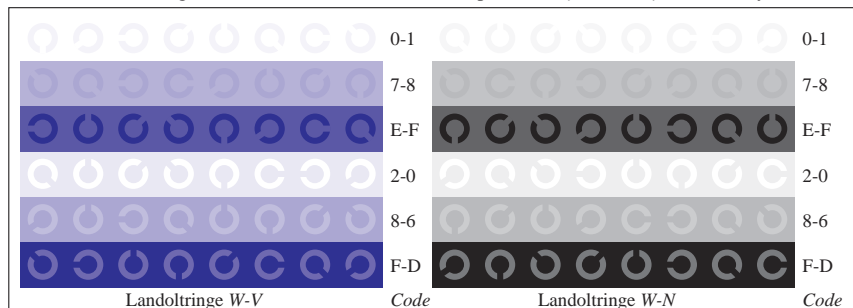 0-1 0-1
7-8 7-8
E-F E-F
2-0 2-0
8-6 8-6
F-D F-D
Landoltringe W-V Code Landoltringe W-N Code